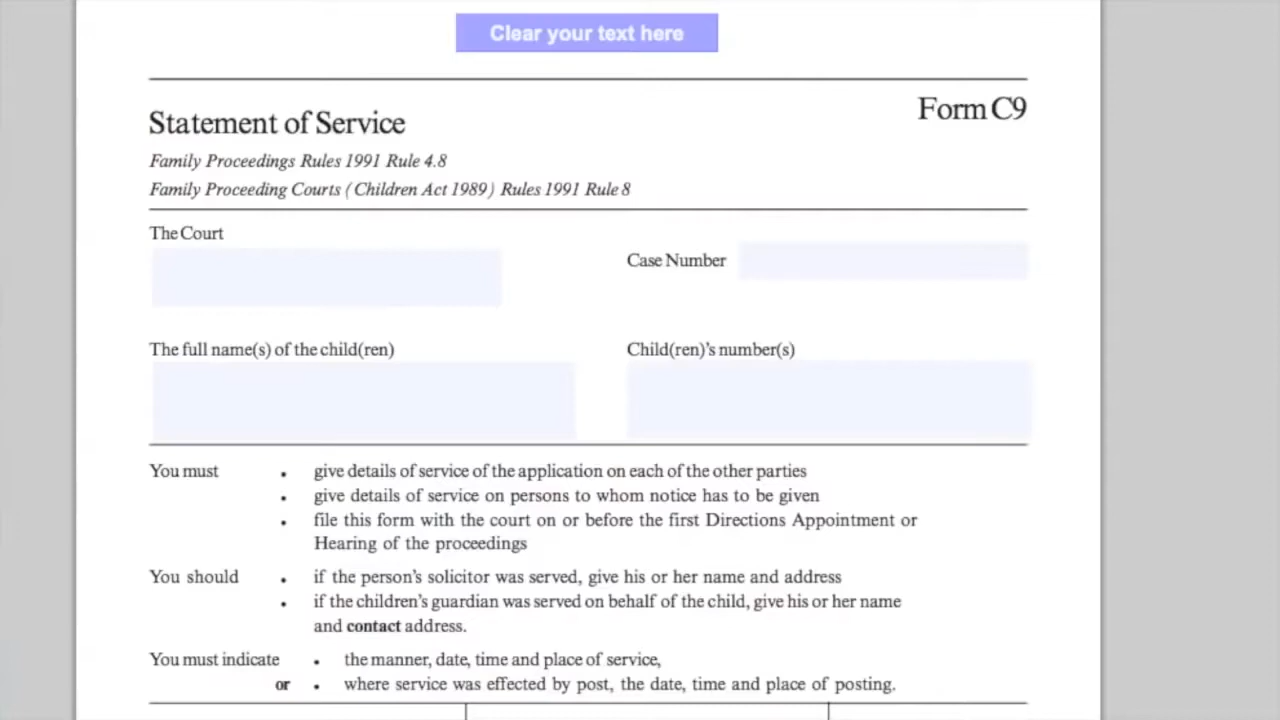 Clear your text here
Form C9
Statement of Service
Family Proceedings Rules 1991 Rule 4.8
Family Proceeding Courts (Children Act 1989) Rules 1991 Rule 8
The Court
Case Number
The full name(s) of the child(ren)
Child(ren)'s number(s)
You must • give details of service of the application on each of the other parties
• give details of service on persons to whom notice has to be given
• file this form with the court on or before the first Directions Appointment or
Hearing of the proceedings
You should • if the person's solicitor was served, give his or her name and address
• if the children's guardian was served on behalf of the child, give his or her name
and contact address.
You must indicate • the manner, date, time and place of service,
or • where service was effected by post, the date, time and place of posting.